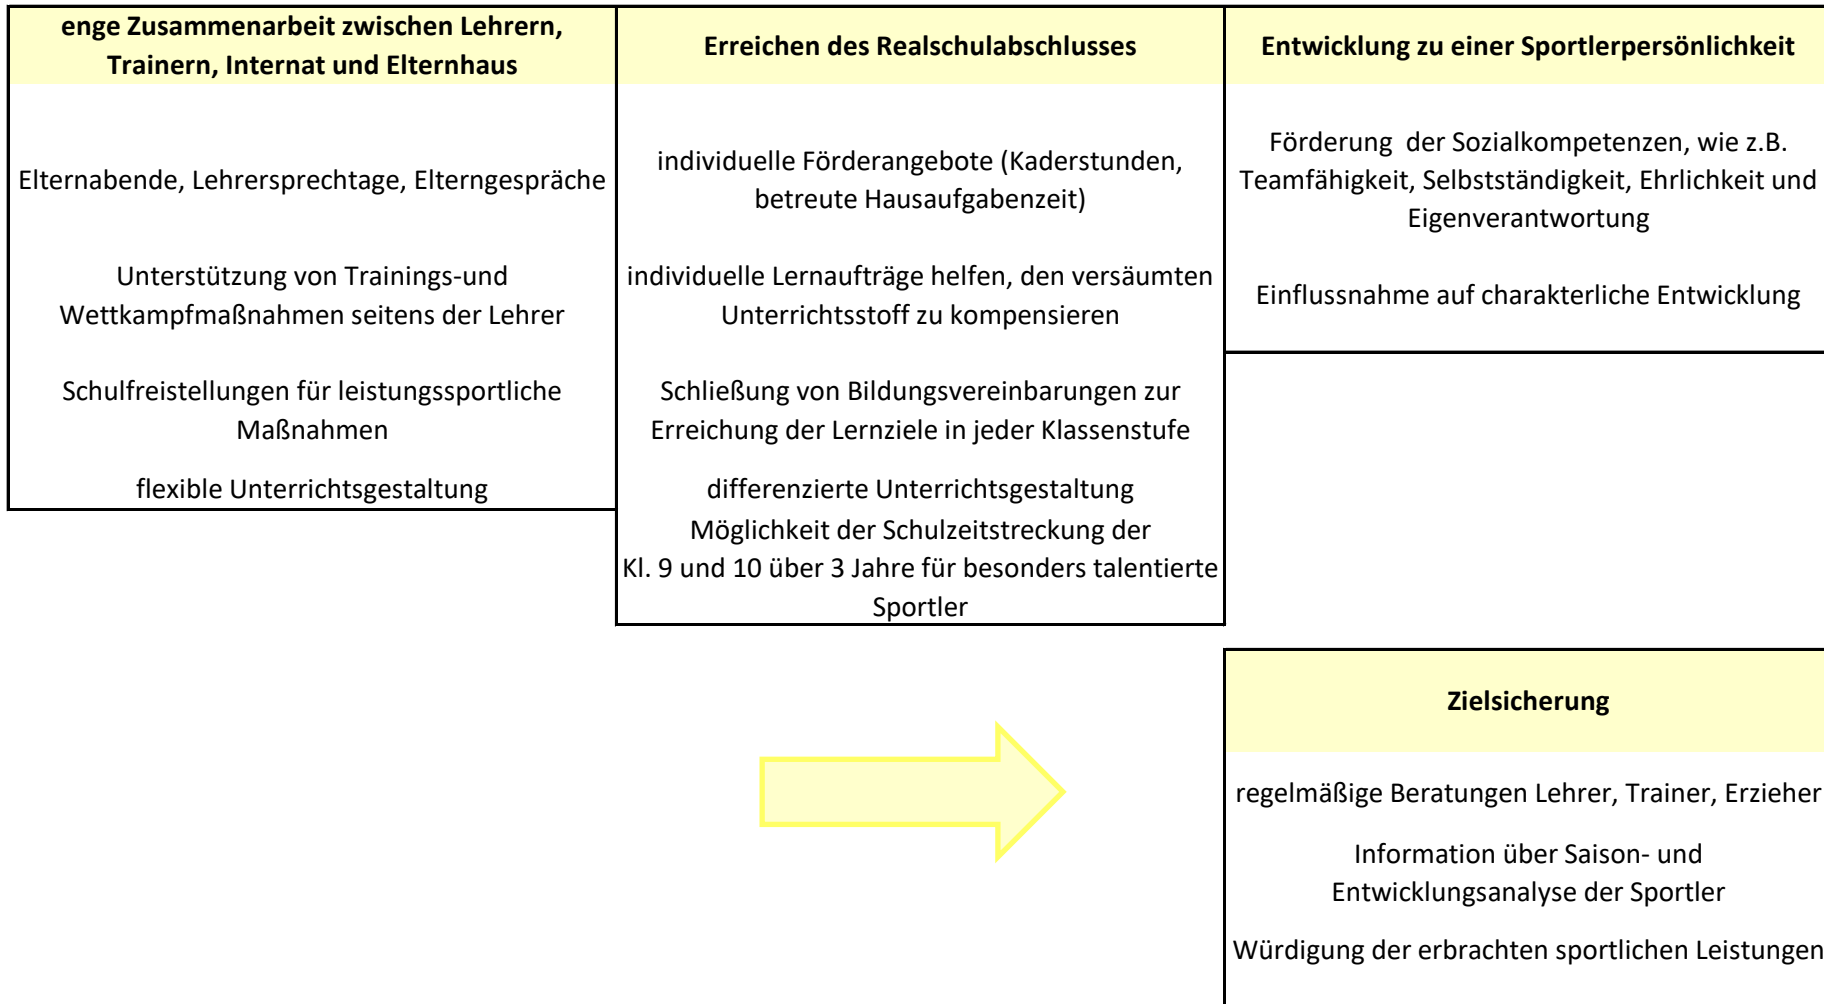 enge Zusammenarbeit zwischen Lehrern,
Trainern, Internat und Elternhaus
Elternabende, Lehrersprechtage, Elterngespräche
Unterstützung von Trainings-und
Wettkampfmaßnahmen seitens der Lehrer
Schulfreistellungen für leistungssportliche
Maßnahmen
flexible Unterrichtsgestaltung
Erreichen des Realschulabschlusses
individuelle Förderangebote (Kaderstunden,
betreute Hausaufgabenzeit)
individuelle Lernaufträge helfen, den versäumten
Unterrichtsstoff zu kompensieren
Schließung von Bildungsvereinbarungen zur
Erreichung der Lernziele in jeder Klassenstufe
differenzierte Unterrichtsgestaltung
Möglichkeit der Schulzeitstreckung der
Kl. 9 und 10 über 3 Jahre für besonders talentierte
Sportler
Entwicklung zu einer Sportlerpersönlichkeit
Förderung  der Sozialkompetenzen, wie z.B.
Teamfähigkeit, Selbstständigkeit, Ehrlichkeit und
Eigenverantwortung
Einflussnahme auf charakterliche Entwicklung
Zielsicherung
regelmäßige Beratungen Lehrer, Trainer, Erzieher
Information über Saison- und
Entwicklungsanalyse der Sportler
Würdigung der erbrachten sportlichen Leistungen